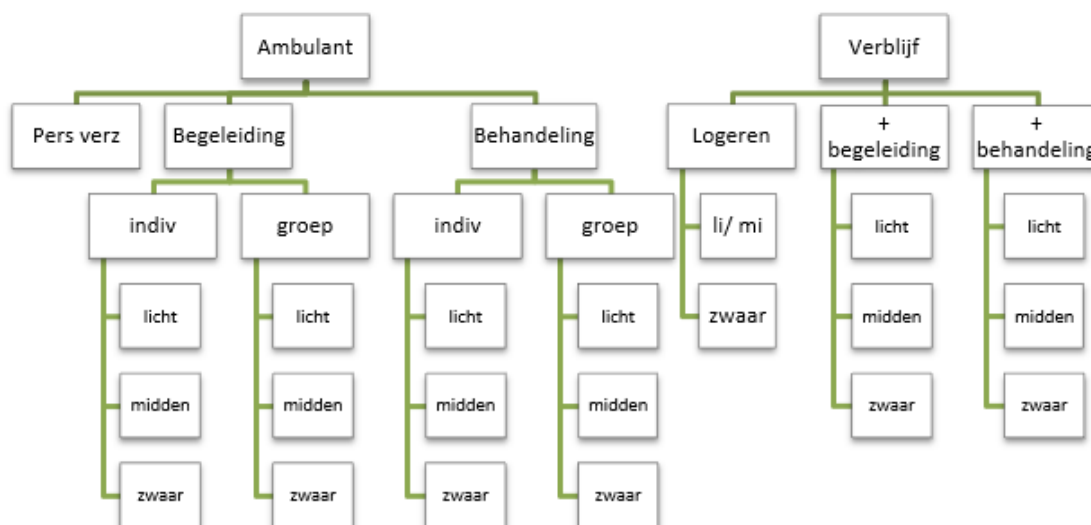 Ambulant
Verblijf
Pers verz
Begeleiding
Behandeling
Logeren
+
begeleiding
+
behandeling
indiv
groep
indiv
groep
li/ mi
licht
licht
licht
licht
licht
licht
zwaar
midden
midden
midden
midden
midden
midden
zwaar
zwaar
zwaar
zwaar
zwaar
zwaar